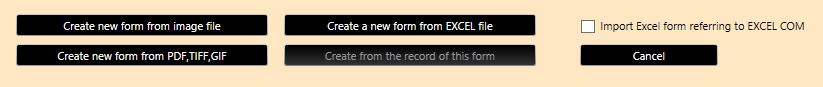 Create new form from image file
Create a new form from EXCEL file
Import Excel form referring to EXCEL COM
Create new form from PDF,TIFF,GIF
Create from the record of this form
Cancel